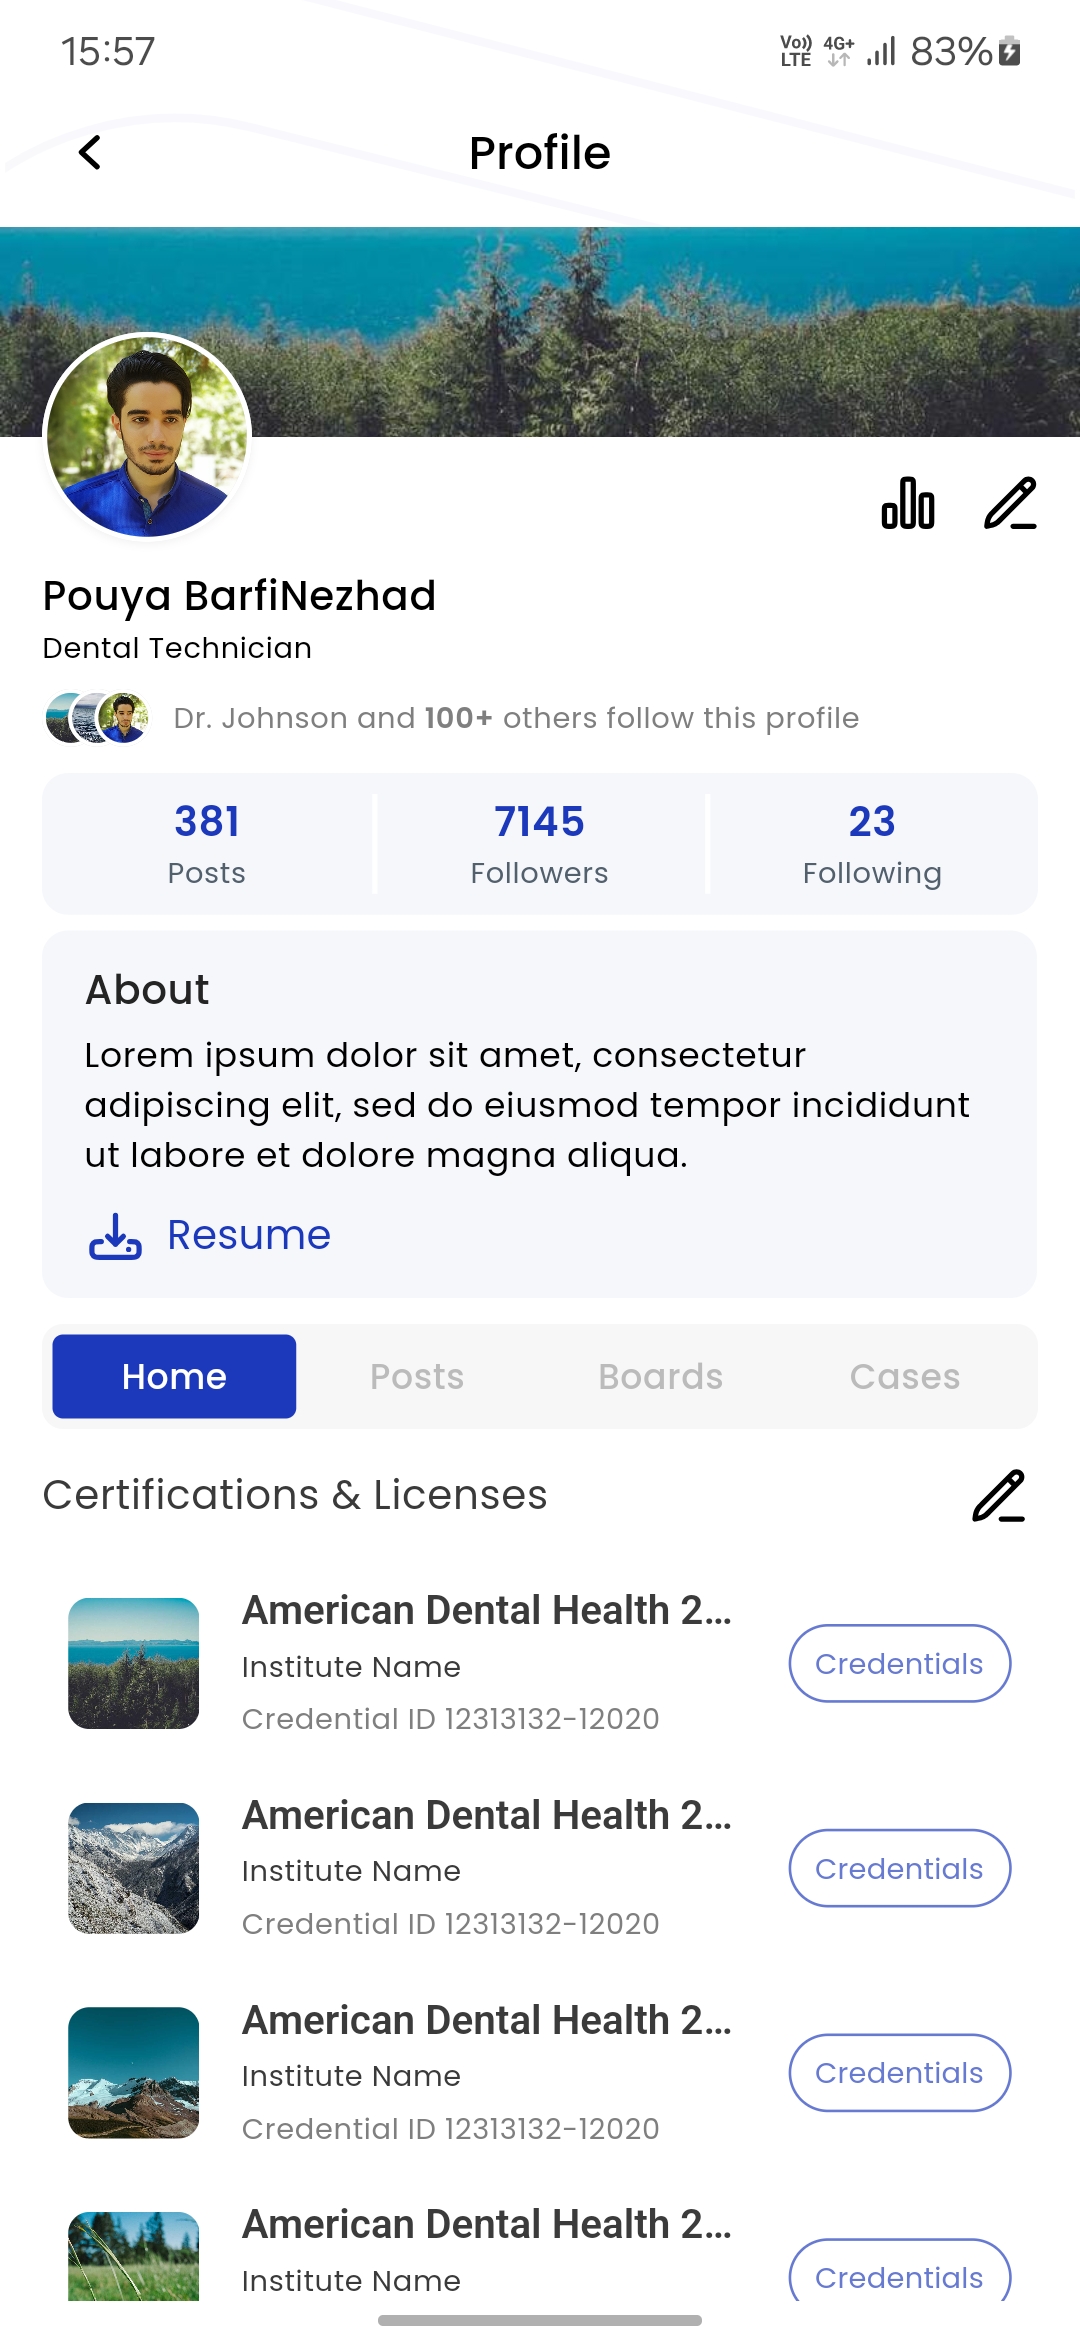 15:57
Vo)) LTE 4G+ 83%
Profile
Pouya BarfiNezhad
Dental Technician
Dr. Johnson and 100+ others follow this profile
381 7145 23
Posts Followers Following
About
Lorem ipsum dolor sit amet, consectetur
adipiscing elit, sed do eiusmod tempor incididunt
ut labore et dolore magna aliqua.
Resume
Home Posts Boards Cases
Certifications & Licenses
American Dental Health 2...
Institute Name
Credential ID 12313132-12020
Credentials
American Dental Health 2...
Institute Name
Credential ID 12313132-12020
Credentials
American Dental Health 2...
Institute Name
Credential ID 12313132-12020
Credentials
American Dental Health 2...
Institute Name
Credentials